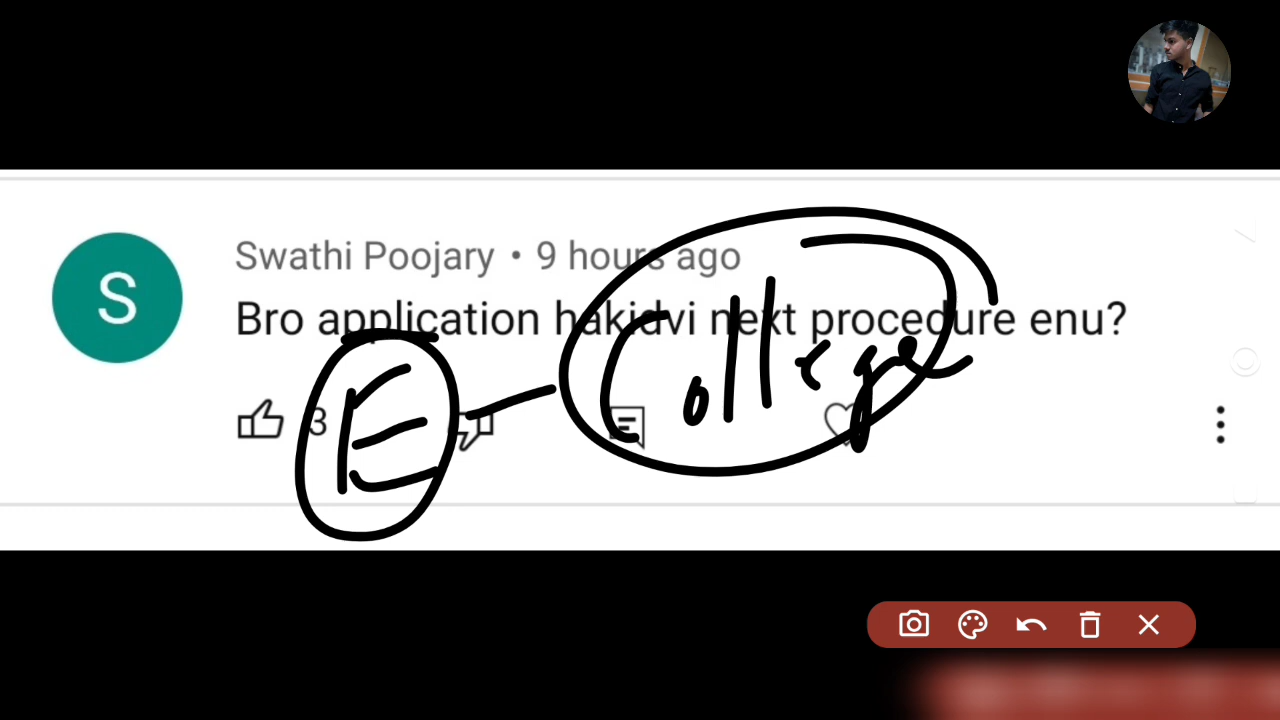 S
Swathi Poojary • 9 hours ago
Bro application hakidvi next procedure enu?
3
E - College